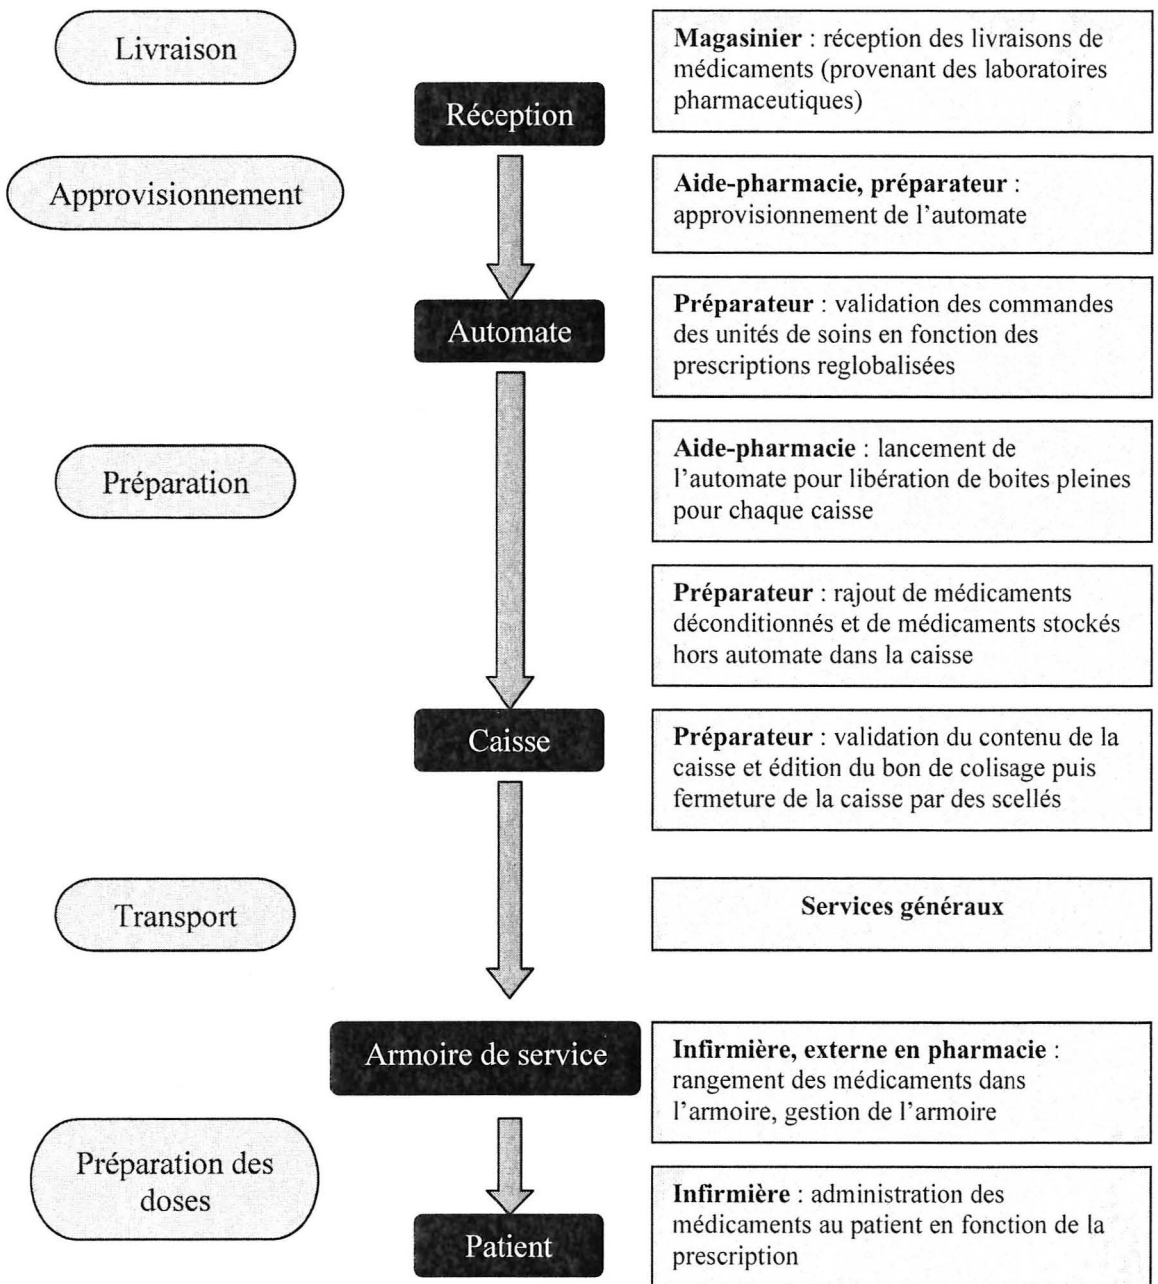 Livraison
Magasinier : réception des livraisons de
médicaments (provenant des laboratoires
pharmaceutiques)
Réception
Approvisionnement
Aide-pharmacie, préparateur :
approvisionnement de l'automate
Automate
Préparateur : validation des commandes
des unités de soins en fonction des
prescriptions reglobalisées
Préparation
Aide-pharmacie : lancement de
l'automate pour libération de boites pleines
pour chaque caisse
Préparateur : rajout de médicaments
déconditionnés et de médicaments stockés
hors automate dans la caisse
Caisse
Préparateur : validation du contenu de la
caisse et édition du bon de colisage puis
fermeture de la caisse par des scellés
Transport
Services généraux
Armoire de service
Infirmière, externe en pharmacie :
rangement des médicaments dans
l'armoire, gestion de l'armoire
Préparation des
doses
Infirmière : administration des
médicaments au patient en fonction de la
prescription
Patient